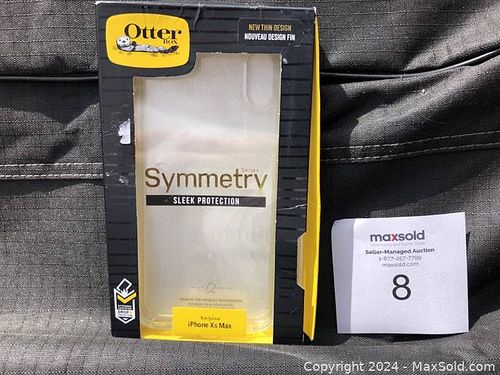 Otter
BOX
NEW THIN DESIGN
NOUVEAU DESIGN FIN
Series
Symmetry
SLEEK PROTECTION
for/pour
iPhone Xs Max
maxsold
Seller-Managed Auction
1-877-257-7799
maxsold.com
8
Copyright © 2024 - MaxSold.com